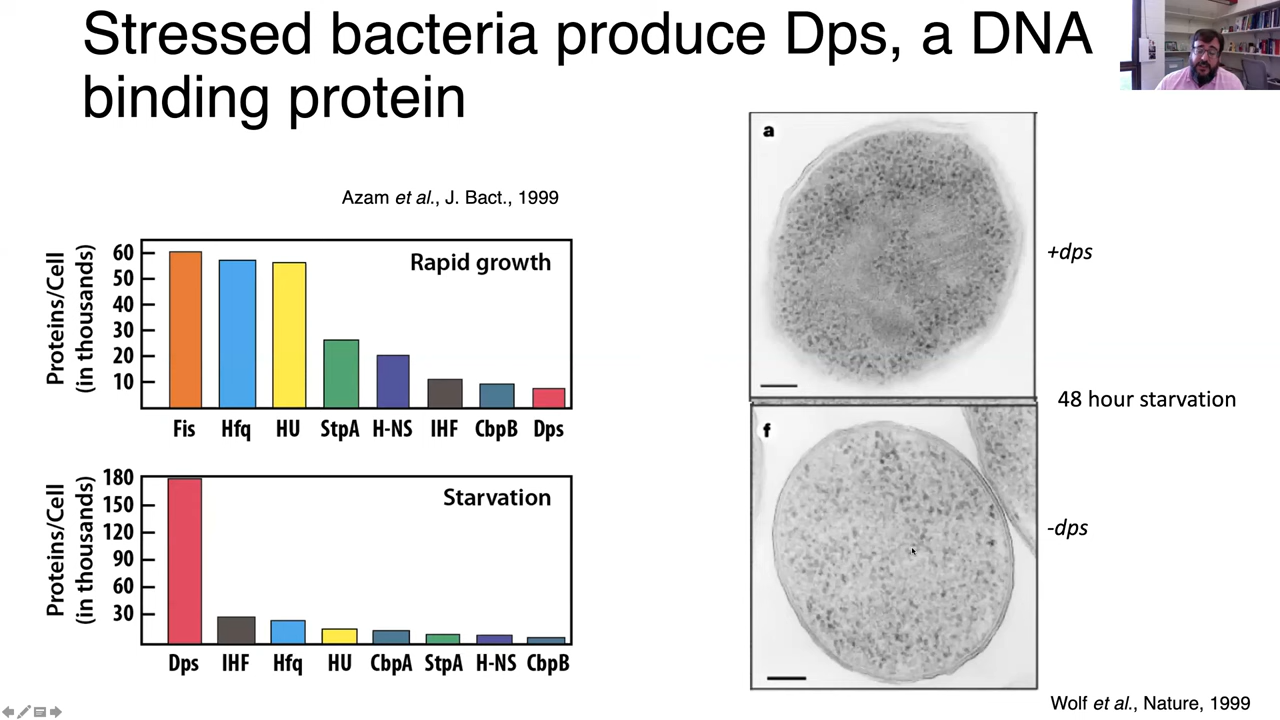 Stressed bacteria produce Dps, a DNA
binding protein
Azam et al., J. Bact., 1999
Proteins/Cell
(in thousands)
60
50
40
30
20
10
Rapid growth
Fis Hfq HU StpA H-NS IHF CbpB Dps
Proteins/Cell
(in thousands)
180
150
120
90
60
30
Starvation
Dps IHF Hfq HU CbpA StpA H-NS CbpB
a
+dps
48 hour starvation
f
-dps
Wolf et al., Nature, 1999